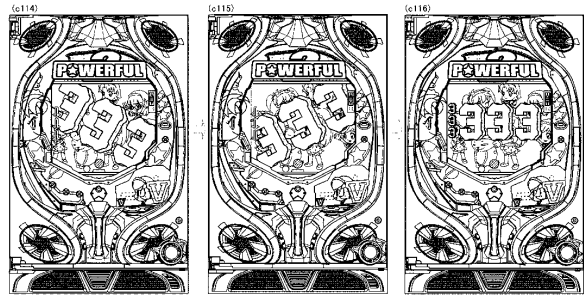 (c114)
POWERFUL
V
(c115)
POWERFUL
V
(c116)
POWERFUL
V